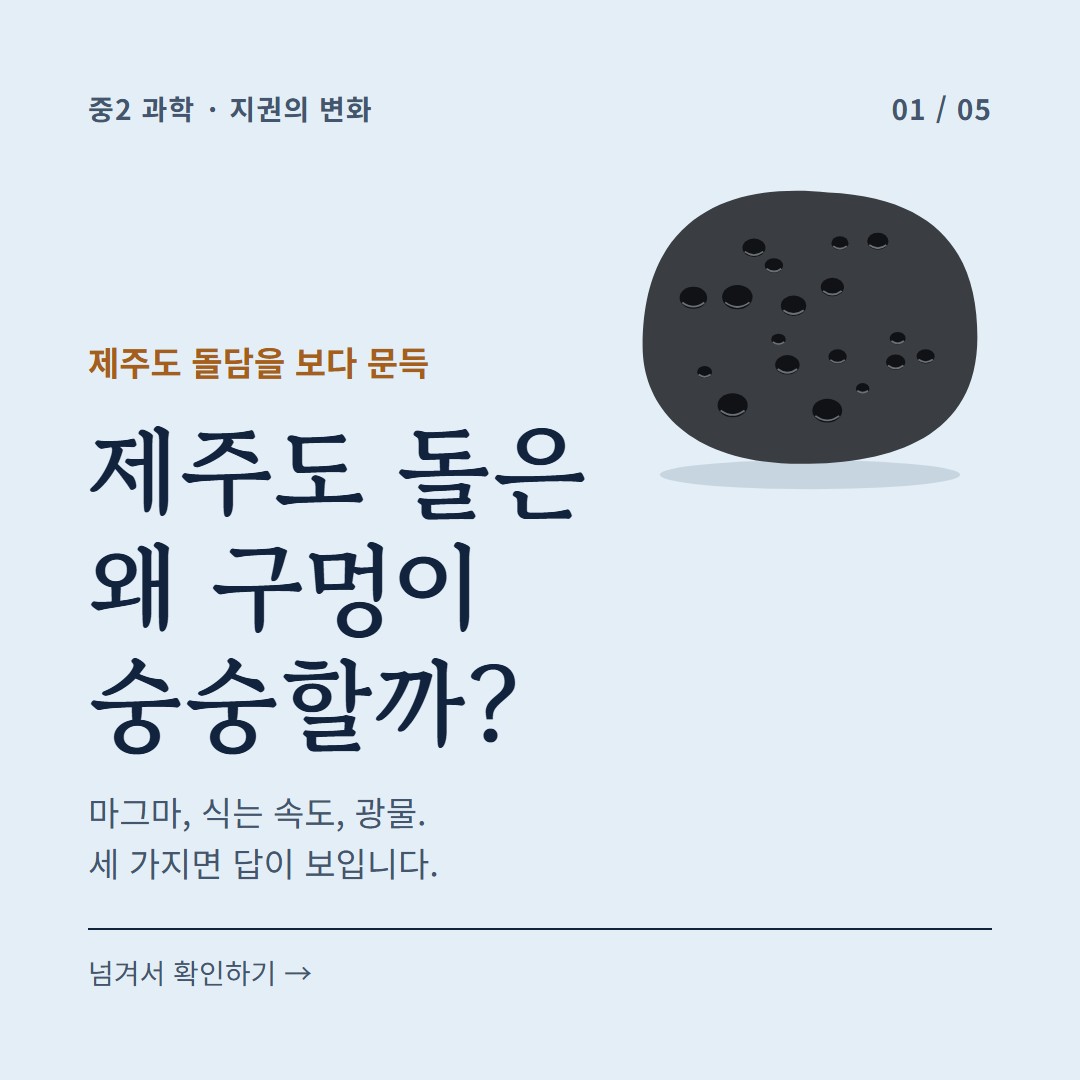 중2 과학 · 지권의 변화
01 / 05
제주도 돌담을 보다 문득
제주도 돌은
왜 구멍이
숭숭할까?
마그마, 식는 속도, 광물.
세 가지면 답이 보입니다.
넘겨서 확인하기 →